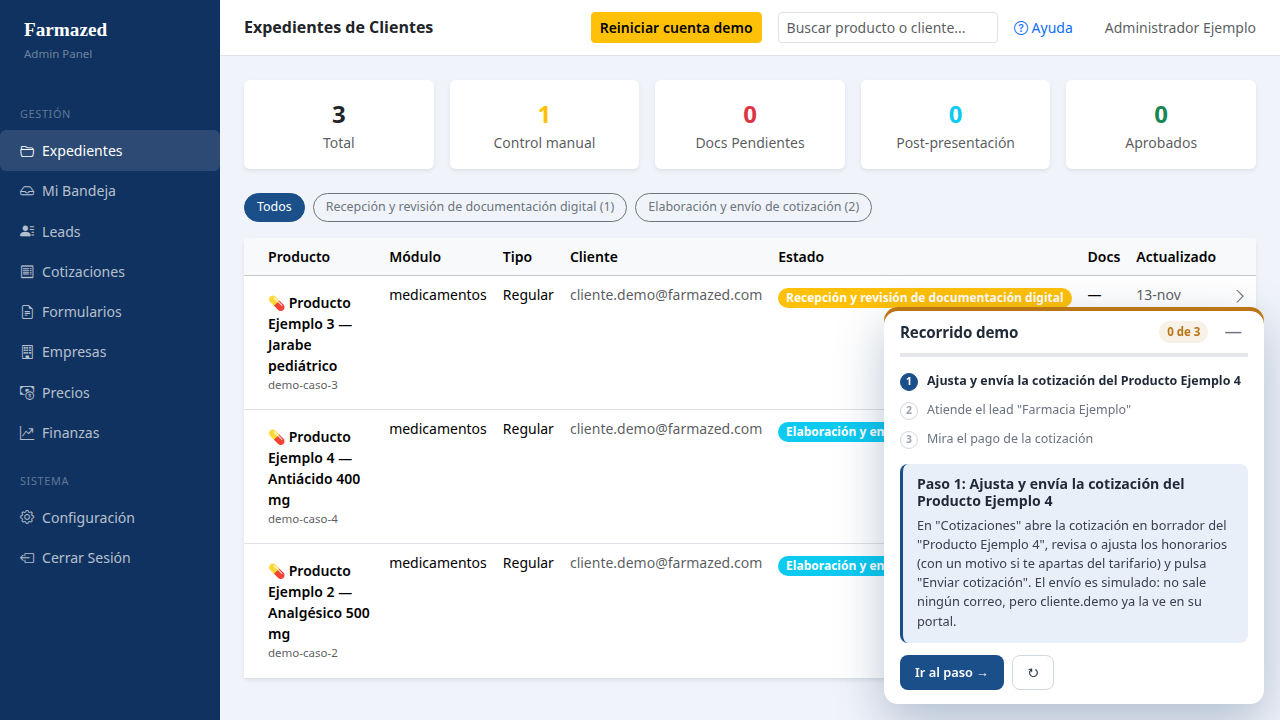 Farmazed
Admin Panel
GESTIÓN
Expedientes
Mi Bandeja
Leads
Cotizaciones
Formularios
Empresas
Precios
Finanzas
SISTEMA
Configuración
Cerrar Sesión
Expedientes de Clientes
Reiniciar cuenta demo
Buscar producto o cliente...
Ayuda
Administrador Ejemplo
3
Total
1
Control manual
0
Docs Pendientes
0
Post-presentación
0
Aprobados
Todos
Recepción y revisión de documentación digital (1)
Elaboración y envío de cotización (2)
Producto Módulo Tipo Cliente Estado Docs Actualizado
Producto
Ejemplo 3 —
Jarabe
pediátrico
demo-caso-3
medicamentos Regular cliente.demo@farmazed.com Recepción y revisión de documentación digital — 13-nov
Producto
Ejemplo 4 —
Antiácido 400
mg
demo-caso-4
medicamentos Regular cliente.demo@farmazed.com Elaboración y en
Producto
Ejemplo 2 —
Analgésico 500
mg
demo-caso-2
medicamentos Regular cliente.demo@farmazed.com Elaboración y en
Recorrido demo
0 de 3
1 Ajusta y envía la cotización del Producto Ejemplo 4
2 Atiende el lead "Farmacia Ejemplo"
3 Mira el pago de la cotización
Paso 1: Ajusta y envía la cotización del
Producto Ejemplo 4
En "Cotizaciones" abre la cotización en borrador del
"Producto Ejemplo 4", revisa o ajusta los honorarios
(con un motivo si te apartas del tarifario) y pulsa
"Enviar cotización". El envío es simulado: no sale
ningún correo, pero cliente.demo ya la ve en su
portal.
Ir al paso →
↻